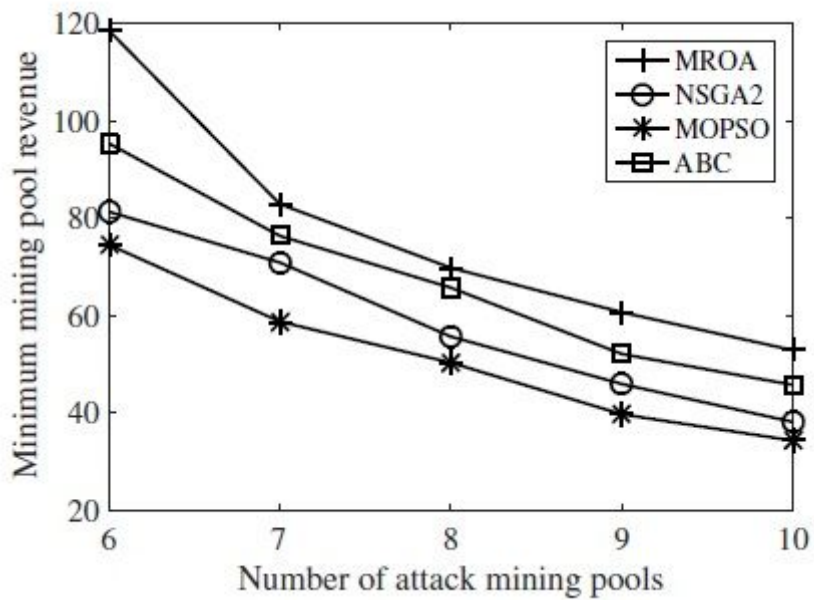 120
100
80
60
40
20
Minimum mining pool revenue
MROA
NSGA2
MOPSO
ABC
6 7 8 9 10
Number of attack mining pools